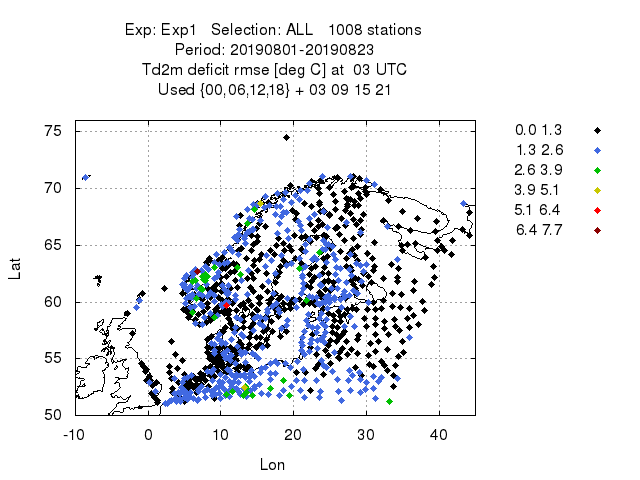 Exp: Exp1 Selection: ALL 1008 stations
Period: 20190801-20190823
Td2m deficit rmse [deg C] at 03 UTC
Used {00,06,12,18} + 03 09 15 21
0.0 1.3
1.3 2.6
2.6 3.9
3.9 5.1
5.1 6.4
6.4 7.7
75
70
65
60
55
50
Lat
-10 0 10 20 30 40
Lon